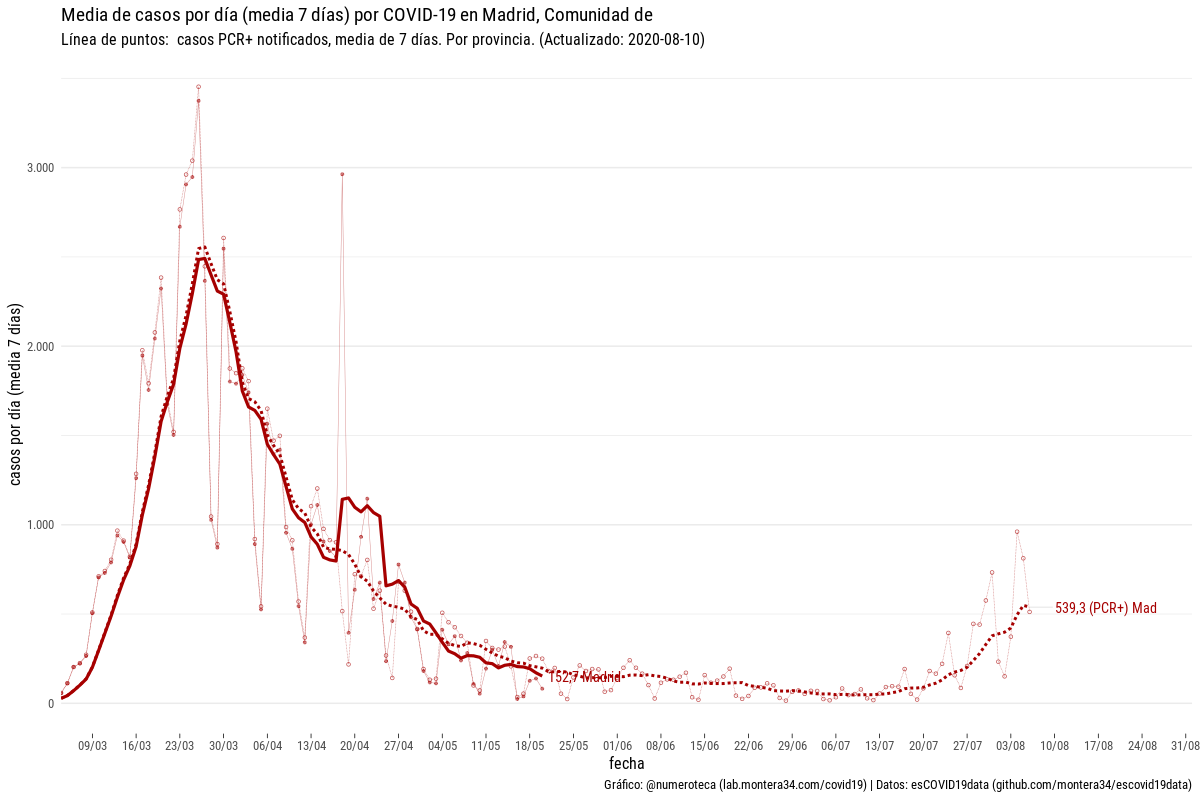 Media de casos por día (media 7 días) por COVID-19 en Madrid, Comunidad de
Línea de puntos:  casos PCR+ notificados, media de 7 días. Por provincia. (Actualizado: 2020-08-10)
casos por día (media 7 días)
3.000
2.000
1.000
0
539,3 (PCR+) Mad
152,7 Madrid
09/03 16/03 23/03 30/03 06/04 13/04 20/04 27/04 04/05 11/05 18/05 25/05 01/06 08/06 15/06 22/06 29/06 06/07 13/07 20/07 27/07 03/08 10/08 17/08 24/08 31/08
fecha
Gráfico: @numeroteca (lab.montera34.com/covid19) | Datos: esCOVID19data (github.com/montera34/escovid19data)